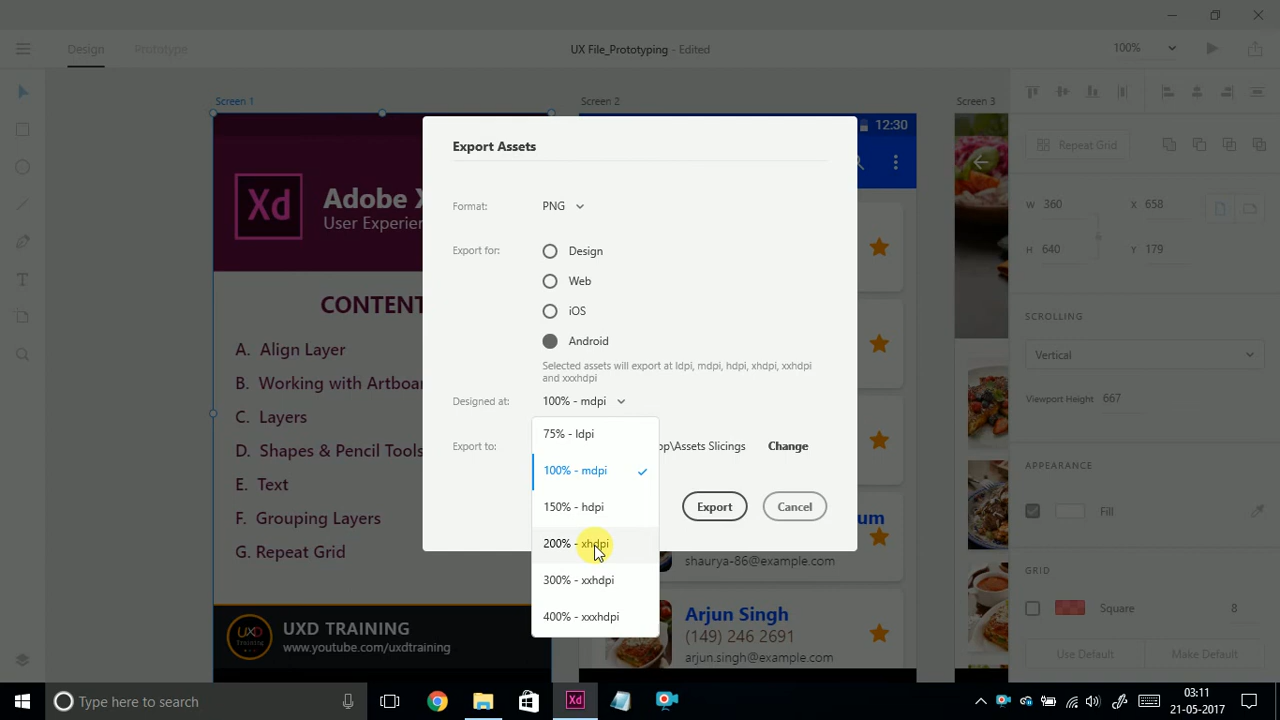 Design
Prototype
UX File_Prototyping - Edited
100%
Screen 1
Screen 2
Screen 3
12:30
Xd
Adobe X
User Experien
CONTENT
A. Align Layer
B. Working with Artboar
C. Layers
D. Shapes & Pencil Tools
E. Text
F. Grouping Layers
G. Repeat Grid
UXD
Training
UXD TRAINING
www.youtube.com/uxdtraining
Export Assets
Format:
PNG
Export for:
Design
Web
iOS
Android
Selected assets will export at ldpi, mdpi, hdpi, xhdpi, xxhdpi
and xxxhdpi
Designed at:
100% - mdpi
75% - ldpi
100% - mdpi
150% - hdpi
200% - xhdpi
300% - xxhdpi
400% - xxxhdpi
Export to:
op\Assets Slicings
Change
Export
Cancel
um
shaurya-86@example.com
Arjun Singh
(149) 246 2691
arjun.singh@example.com
Repeat Grid
W 360
X 658
H 640
Y 179
SCROLLING
Vertical
Viewport Height 667
APPEARANCE
Fill
GRID
Square
8
Use Default
Make Default
Type here to search
Xd
03:11
21-05-2017